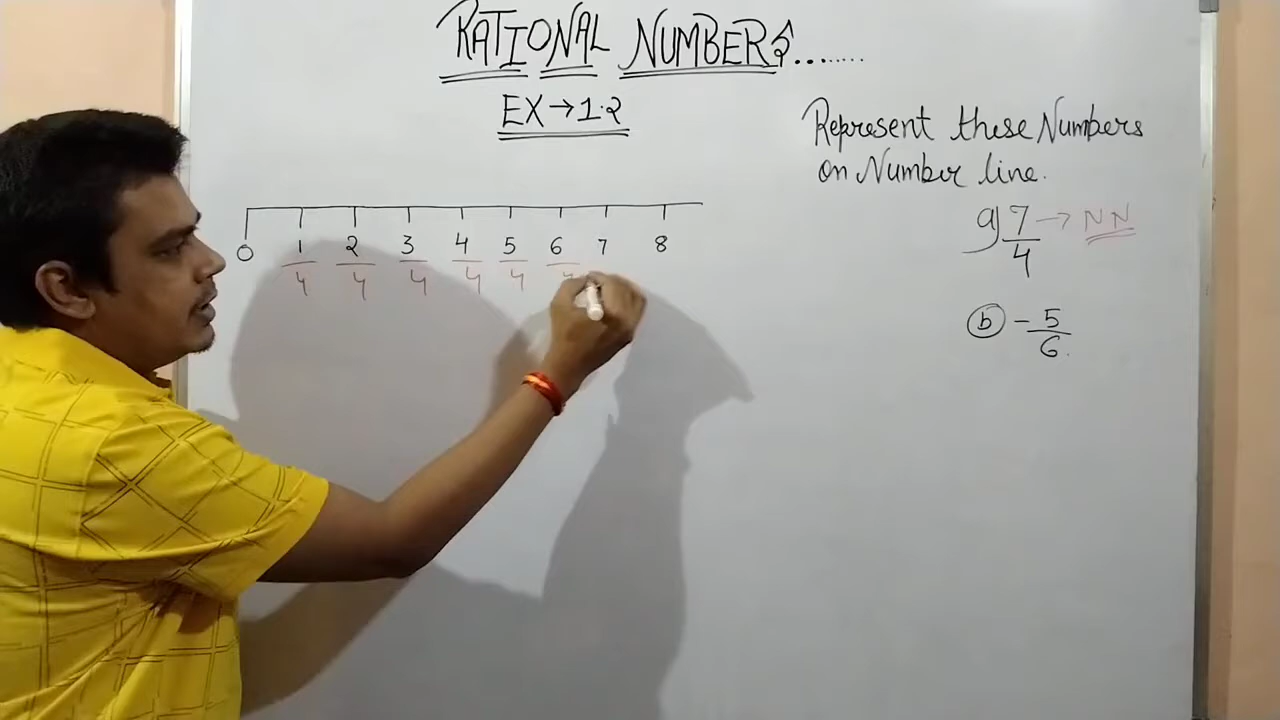 RATIONAL NUMBERS.......
EX→1.2
Represent these Numbers
on Number line.
a) 7/4 → NN
b -5/6.
0 1/4 2/4 3/4 4/4 5/4 6/4 7 8